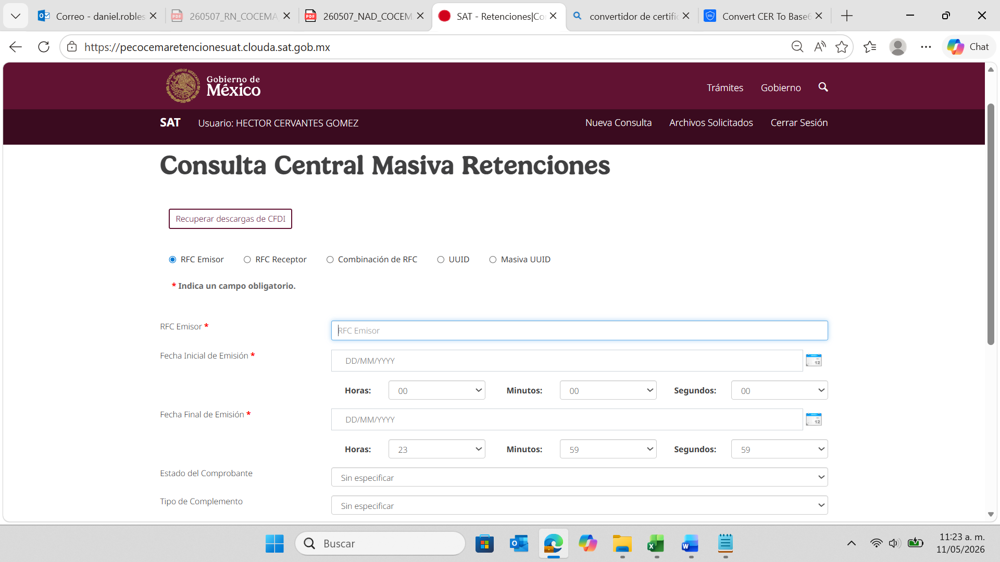 Correo - daniel.robles
260507_RN_COCEMA
260507_NAD_COCEM
SAT - Retenciones|Co
convertidor de certific
Convert CER To Base6
https://pecocemaretencionesuat.clouda.sat.gob.mx
Chat
Gobierno de
México
Trámites
Gobierno
SAT
Usuario: HECTOR CERVANTES GOMEZ
Nueva Consulta
Archivos Solicitados
Cerrar Sesión
Consulta Central Masiva Retenciones
Recuperar descargas de CFDI
RFC Emisor
RFC Receptor
Combinación de RFC
UUID
Masiva UUID
* Indica un campo obligatorio.
RFC Emisor *
RFC Emisor
Fecha Inicial de Emisión *
DD/MM/YYYY
Horas:
00
Minutos:
00
Segundos:
00
Fecha Final de Emisión *
DD/MM/YYYY
Horas:
23
Minutos:
59
Segundos:
59
Estado del Comprobante
Sin especificar
Tipo de Complemento
Sin especificar
Buscar
11:23 a. m.
11/05/2026